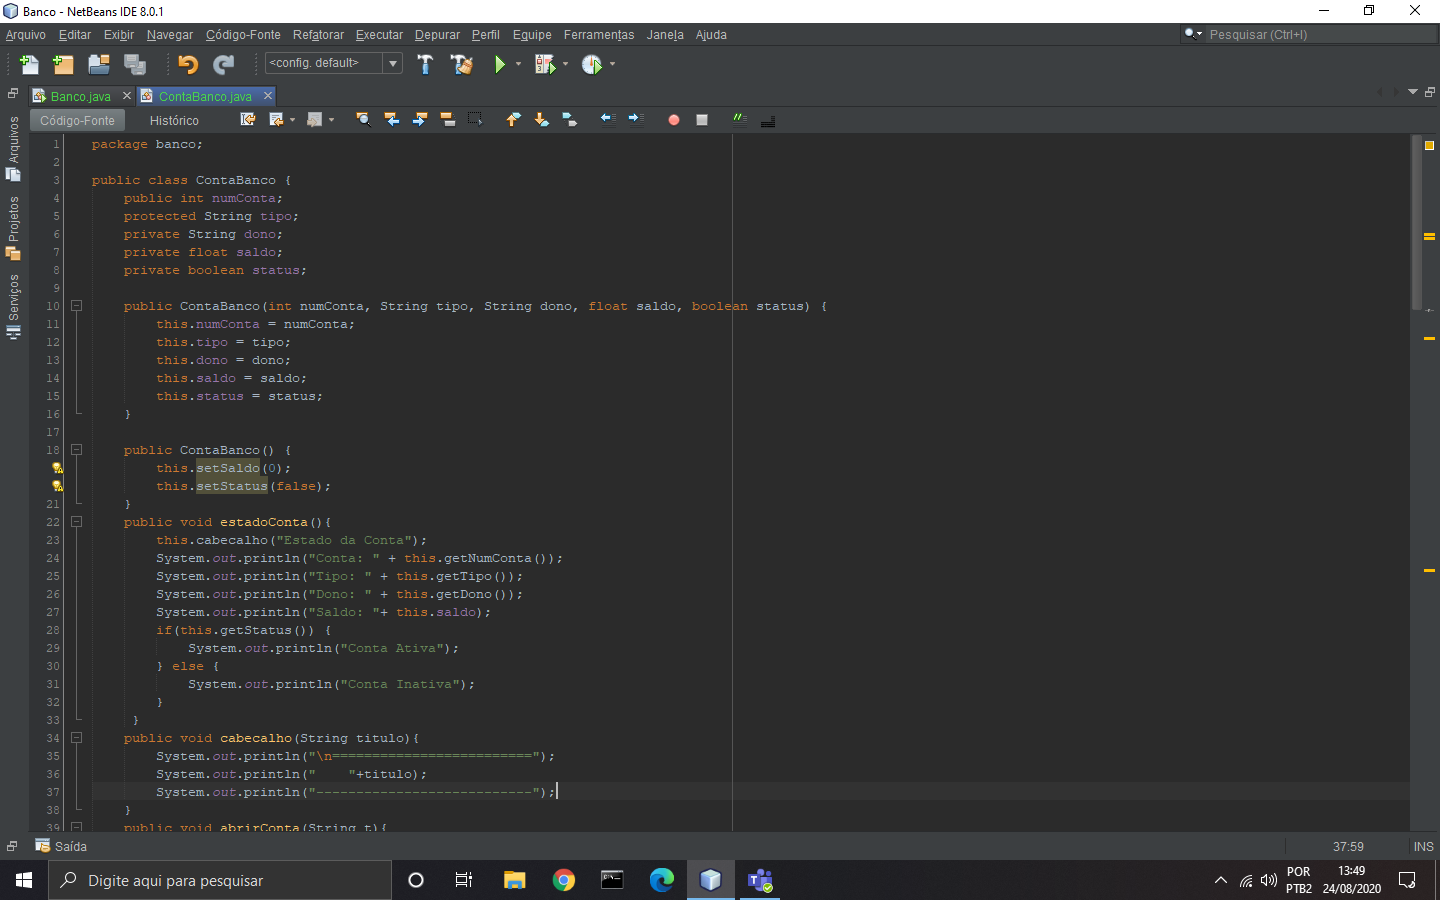 Banco - NetBeans IDE 8.0.1
Arquivo Editar Exibir Navegar Código-Fonte Refatorar Executar Depurar Perfil Equipe Ferramentas Janela Ajuda
Pesquisar (Ctrl+I)
<config. default>
Banco.java
ContaBanco.java
Código-Fonte Histórico
Arquivos
Projetos
Serviços
1 package banco;
2
3 public class ContaBanco {
4 public int numConta;
5 protected String tipo;
6 private String dono;
7 private float saldo;
8 private boolean status;
9
10 public ContaBanco(int numConta, String tipo, String dono, float saldo, boolean status) {
11 this.numConta = numConta;
12 this.tipo = tipo;
13 this.dono = dono;
14 this.saldo = saldo;
15 this.status = status;
16 }
17
18 public ContaBanco() {
this.setSaldo(0);
this.setStatus(false);
21 }
22 public void estadoConta(){
23 this.cabecalho("Estado da Conta");
24 System.out.println("Conta: " + this.getNumConta());
25 System.out.println("Tipo: " + this.getTipo());
26 System.out.println("Dono: " + this.getDono());
27 System.out.println("Saldo: "+ this.saldo);
28 if(this.getStatus()) {
29 System.out.println("Conta Ativa");
30 } else {
31 System.out.println("Conta Inativa");
32 }
33 }
34 public void cabecalho(String titulo){
35 System.out.println("\n=========================");
36 System.out.println("    "+titulo);
37 System.out.println("---------------------------");
38 }
39 public void abrirConta(String t){
Saída
37:59 INS
Digite aqui para pesquisar
POR
PTB2
13:49
24/08/2020